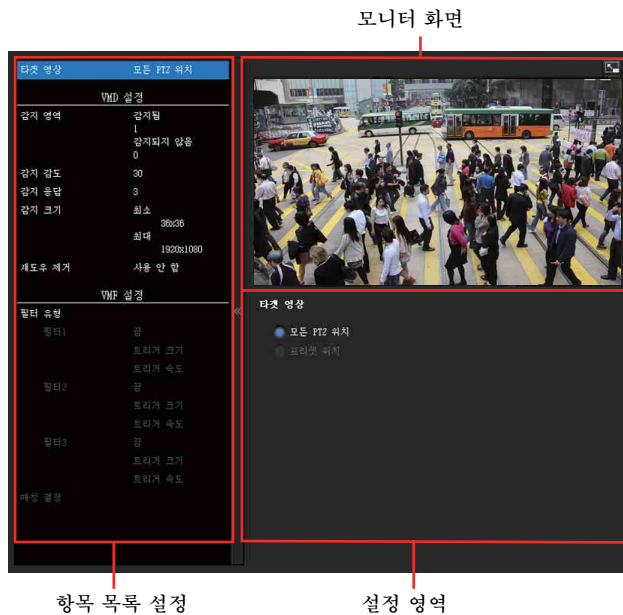 모니터 화면
타겟 영상 모든 PTZ 위치
VMD 설정
감지 영역 감지됨
1
감지되지 않음
0
감지 감도 30
감지 응답 3
감지 크기 최소
36x36
최대
1920x1080
섀도우 제거 사용 안 함
VMF 설정
필터 유형
필터1 끔
트리거 크기
트리거 속도
필터2 끔
트리거 크기
트리거 속도
필터3 끔
트리거 크기
트리거 속도
매칭 결정
타겟 영상
모든 PTZ 위치
프리셋 위치
항목 목록 설정
설정 영역